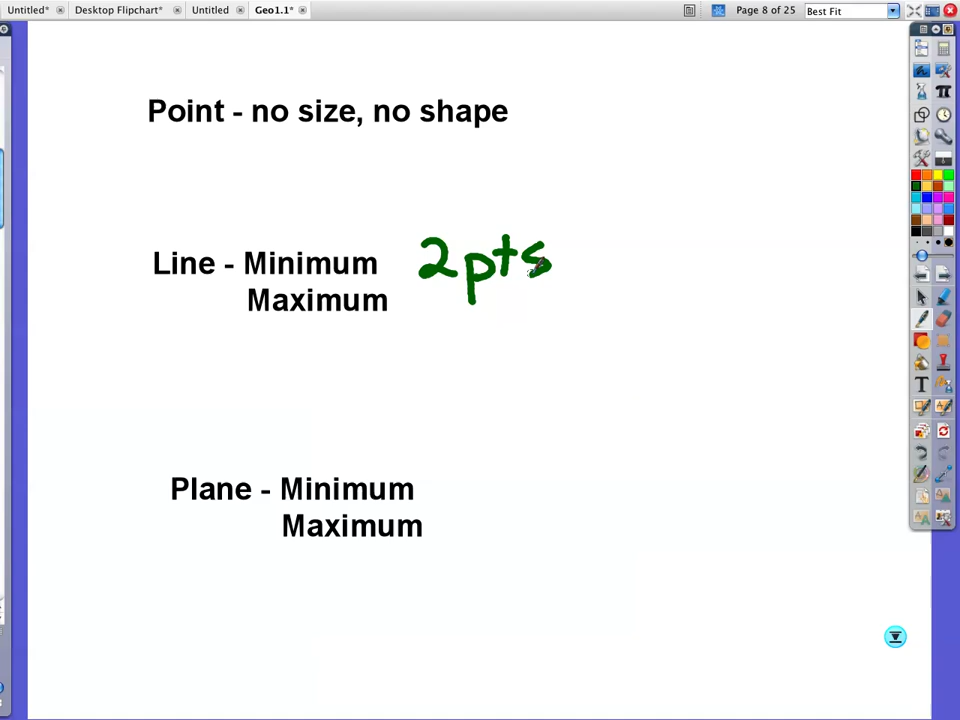 Untitled* Desktop Flipchart* Untitled Geo1.1* Page 8 of 25 Best Fit
Point - no size, no shape
Line - Minimum 2pts
Maximum
Plane - Minimum
Maximum